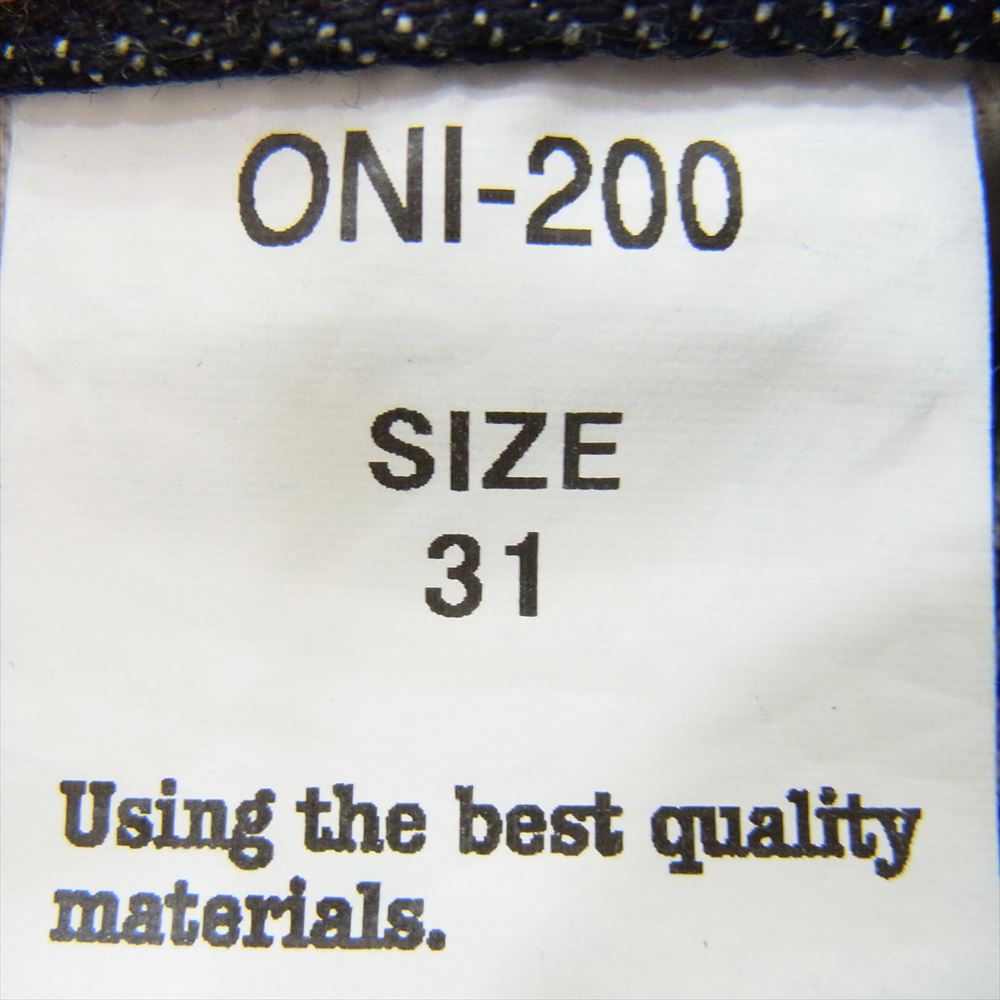 ONI-200
SIZE
31
Using the best quality
materials.